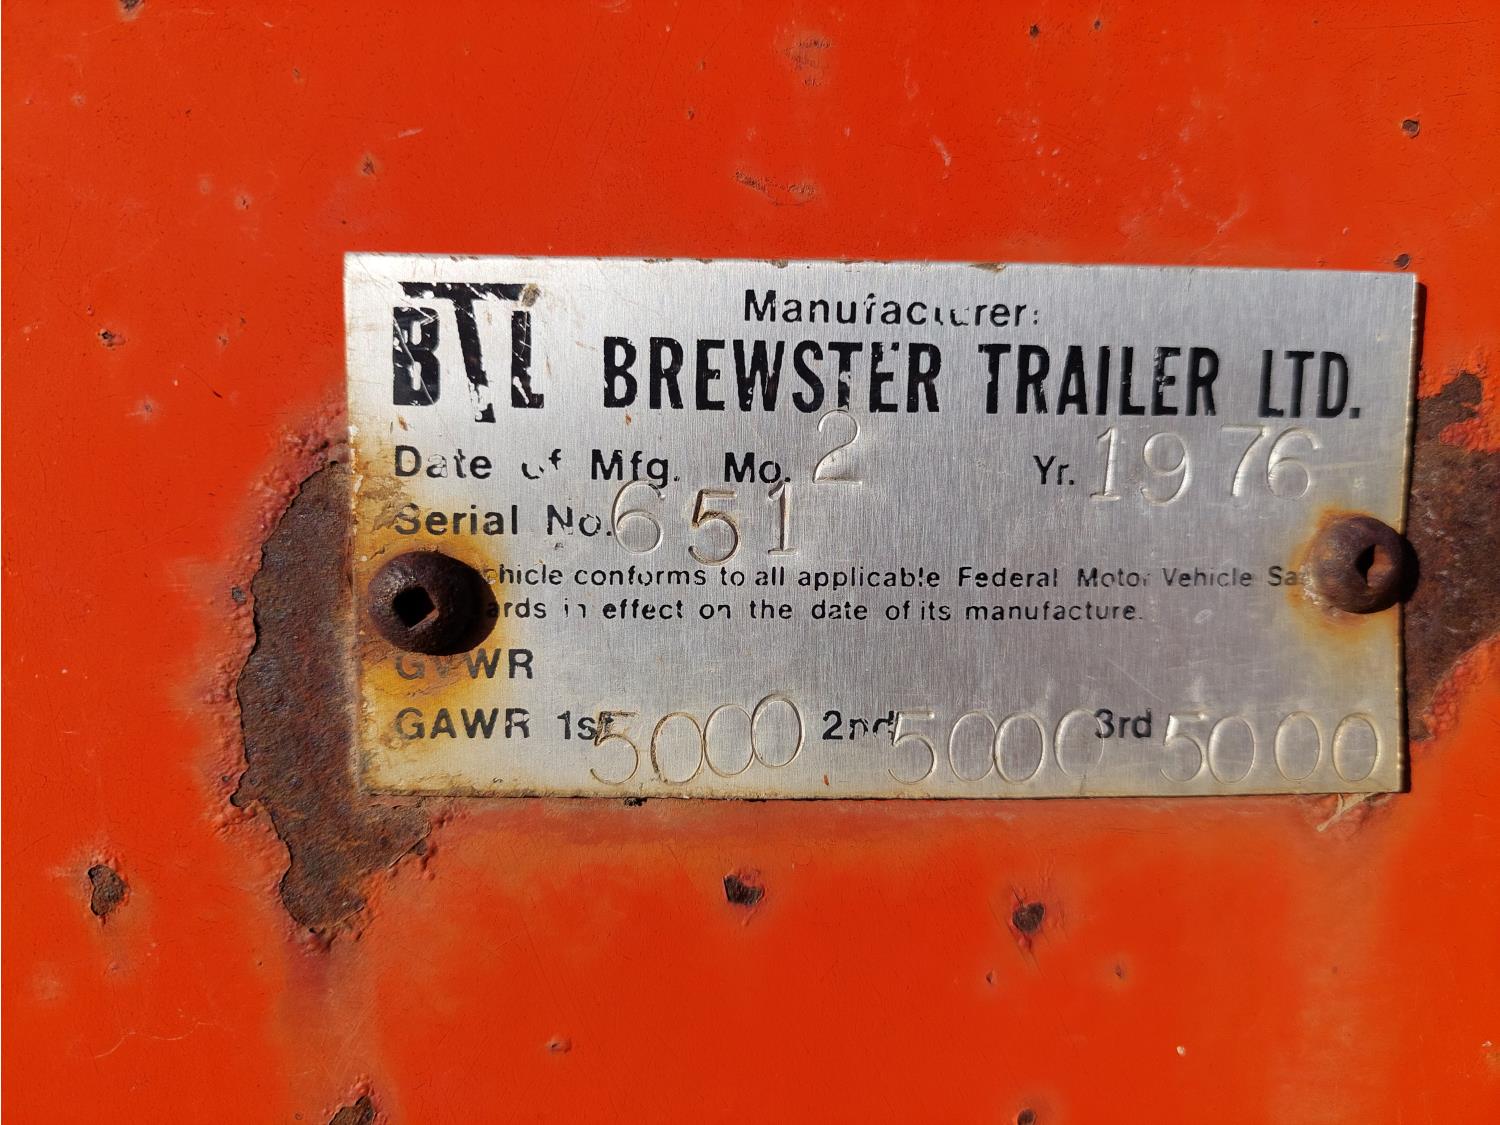 BTL Manufacturer:
BREWSTER TRAILER LTD.
Date of Mfg. Mo. 2 Yr. 1976
Serial No. 651
conforms to all applicable Federal Motor Vehicle
in effect on the date of its manufacture.
GVWR
GAWR 1st 5000 2nd 5000 3rd 5000